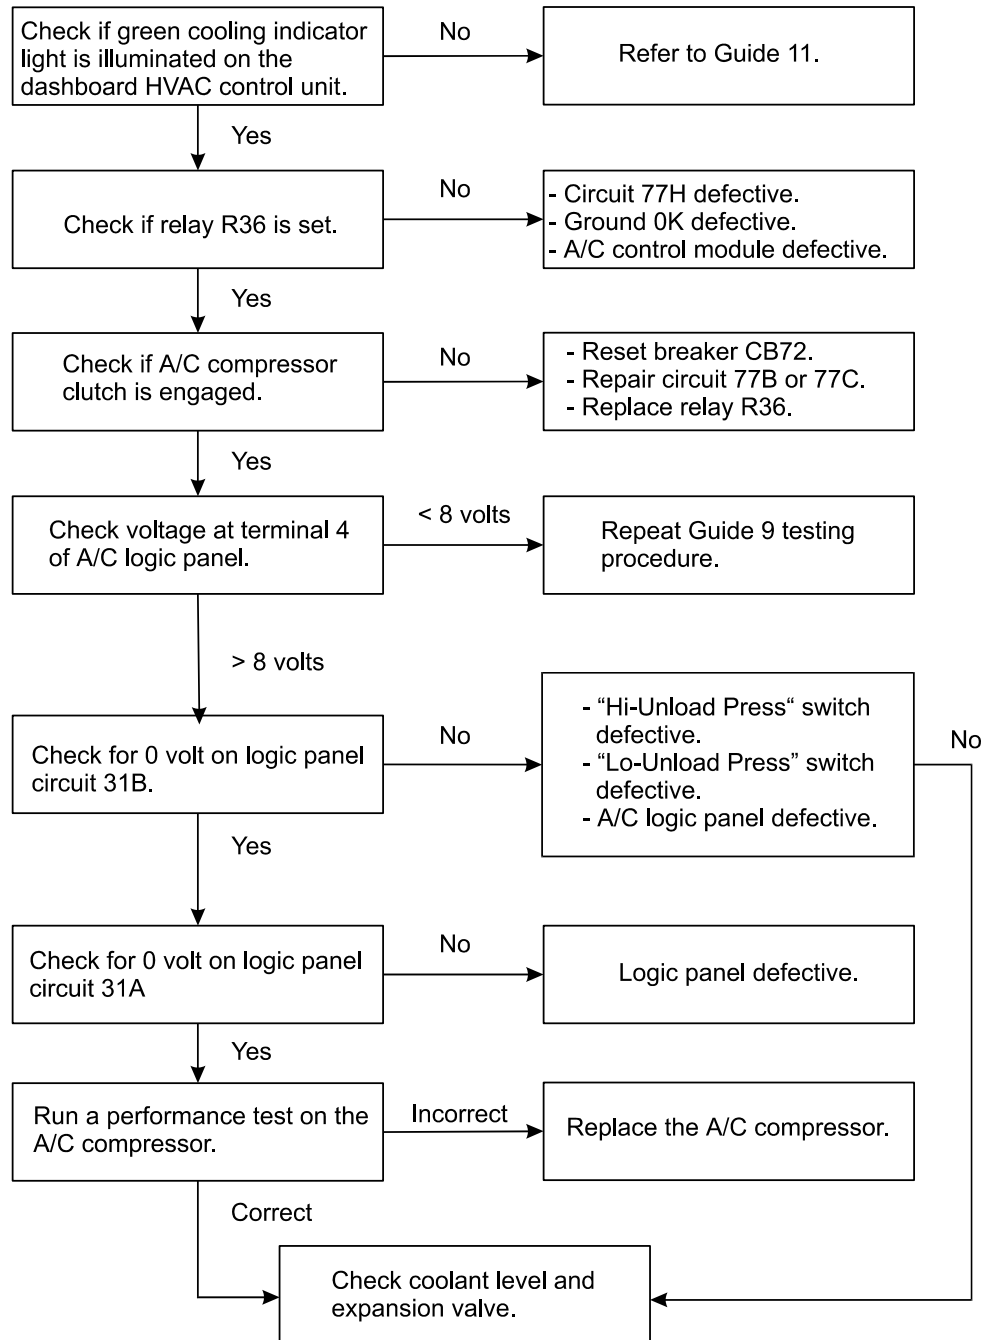 Check if green cooling indicator
light is illuminated on the
dashboard HVAC control unit.
No
Refer to Guide 11.
Yes
Check if relay R36 is set.
No
- Circuit 77H defective.
- Ground 0K defective.
- A/C control module defective.
Yes
Check if A/C compressor
clutch is engaged.
No
- Reset breaker CB72.
- Repair circuit 77B or 77C.
- Replace relay R36.
Yes
Check voltage at terminal 4
of A/C logic panel.
< 8 volts
Repeat Guide 9 testing
procedure.
> 8 volts
Check for 0 volt on logic panel
circuit 31B.
No
- “Hi-Unload Press“ switch
defective.
- “Lo-Unload Press” switch
defective.
- A/C logic panel defective.
No
Yes
Check for 0 volt on logic panel
circuit 31A
No
Logic panel defective.
Yes
Run a performance test on the
A/C compressor.
Incorrect
Replace the A/C compressor.
Correct
Check coolant level and
expansion valve.